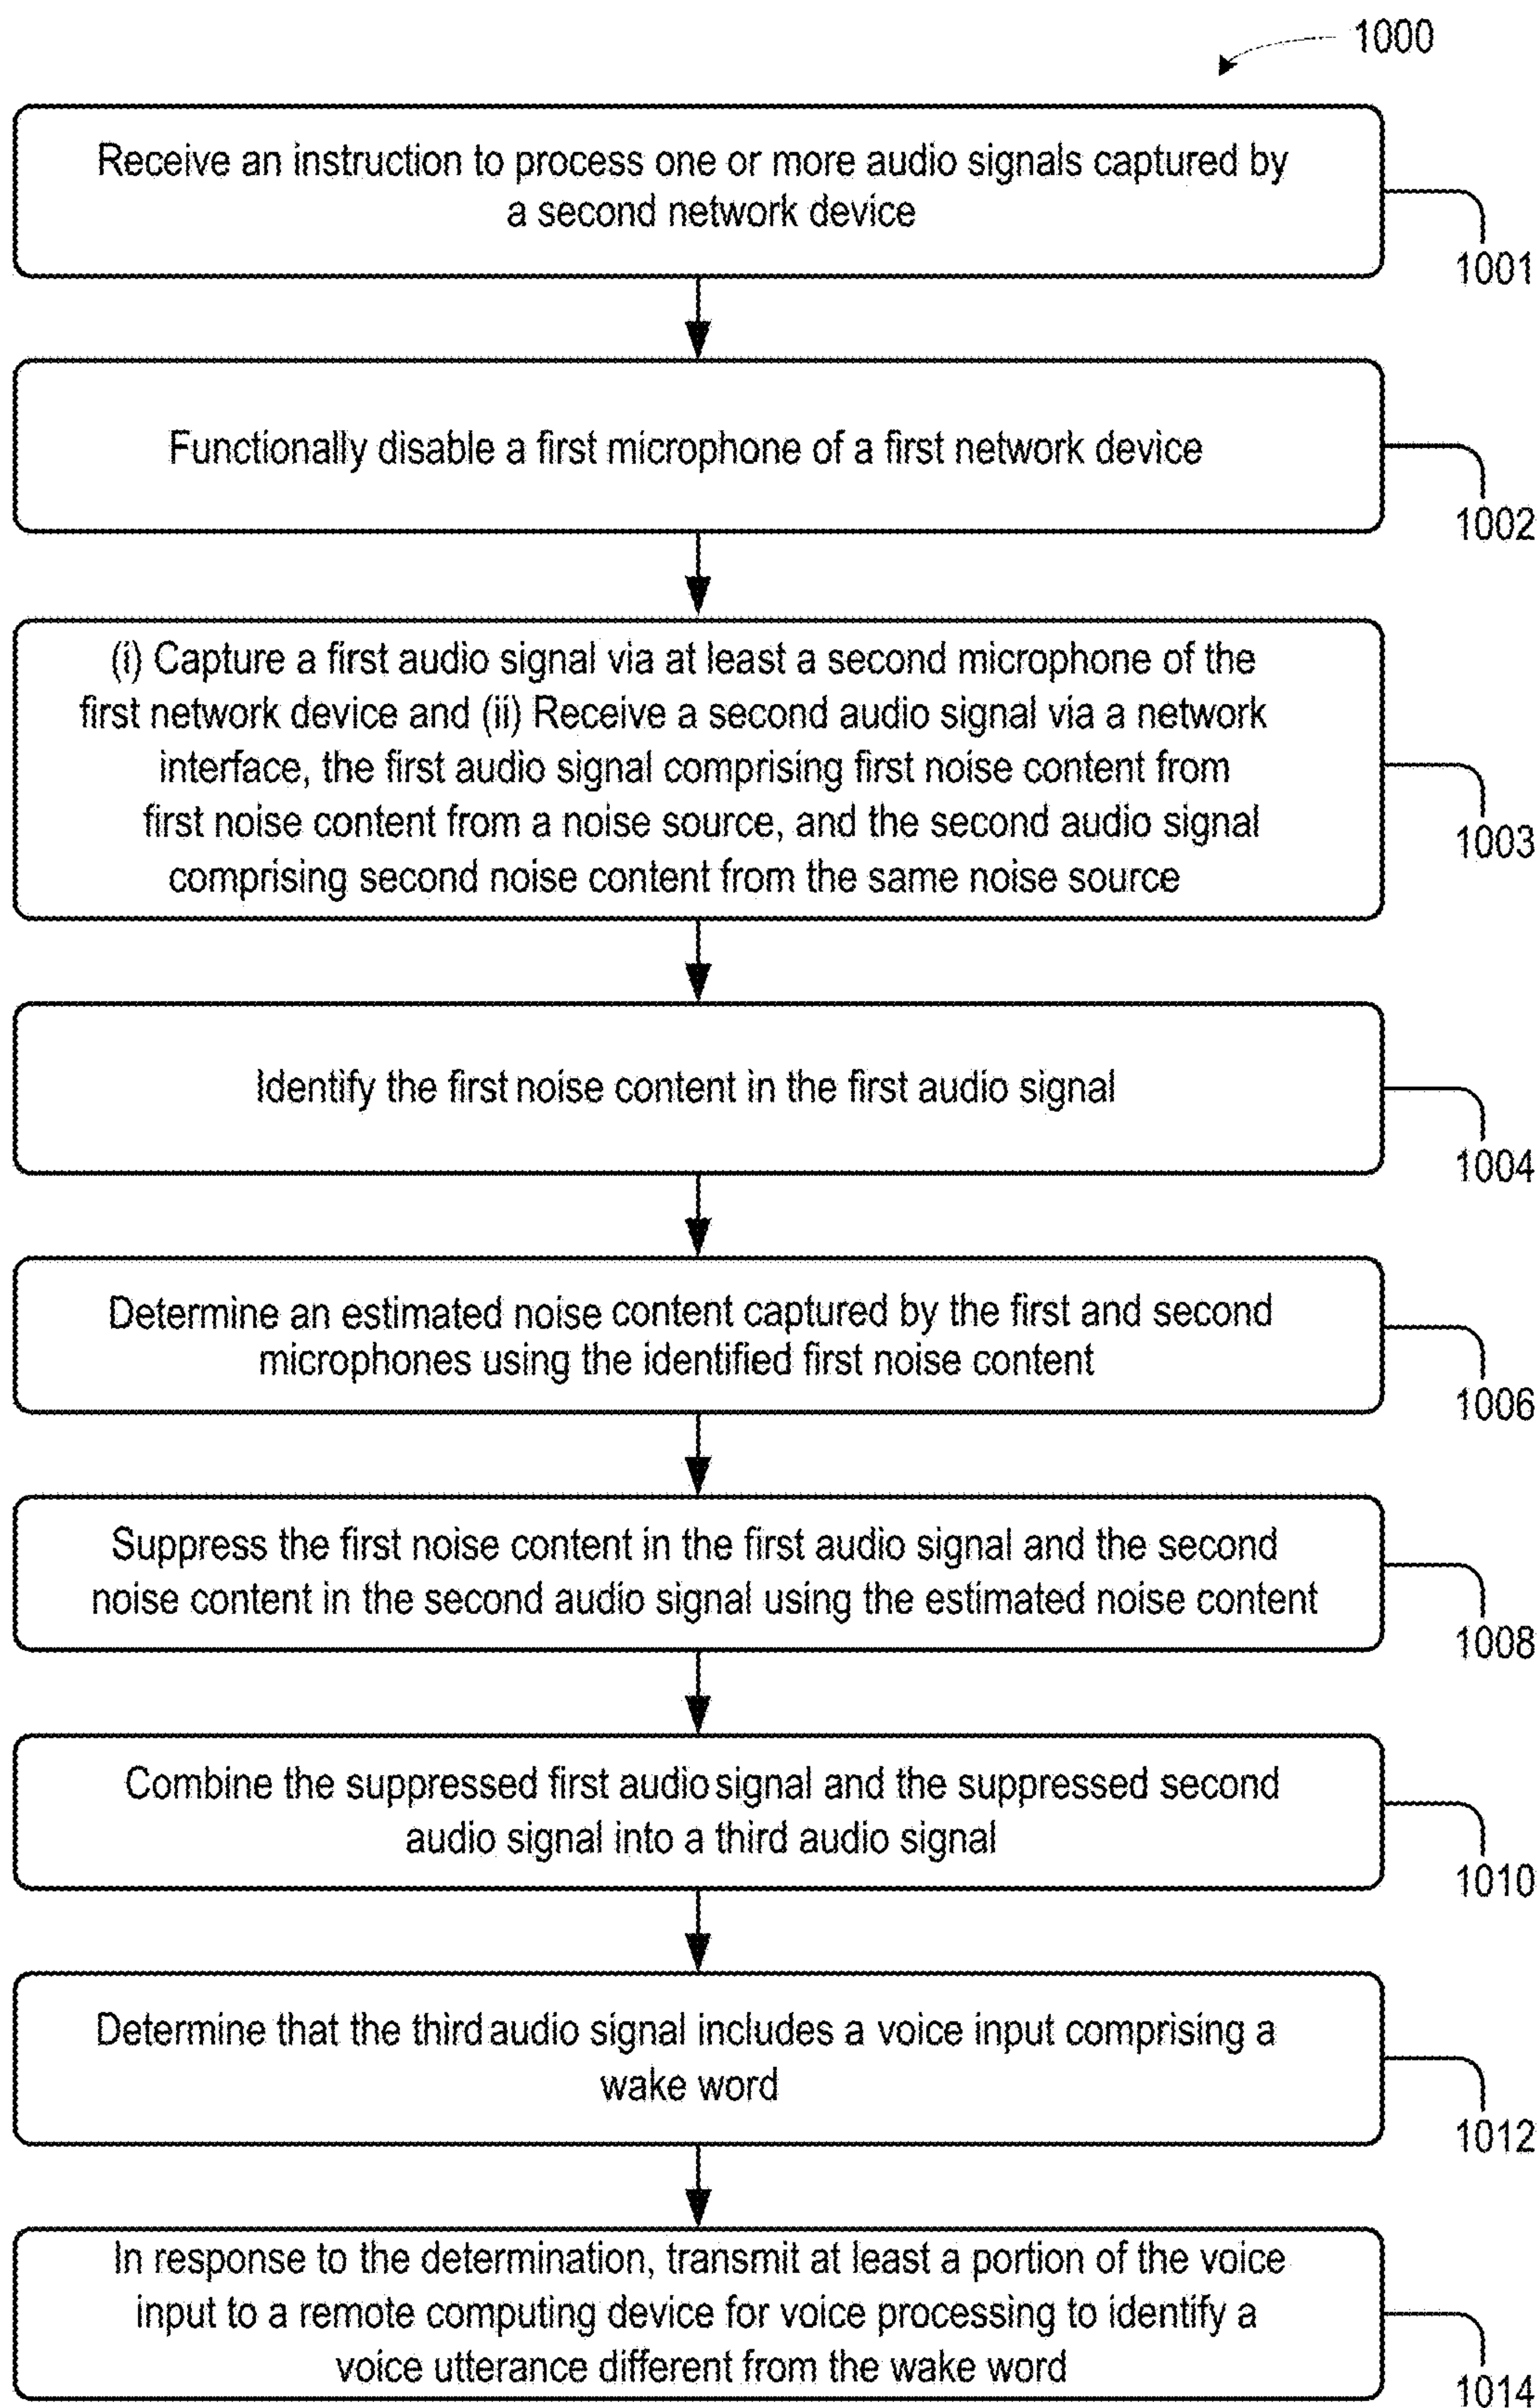 1000
Receive an instruction to process one or more audio signals captured by
a second network device
1001
Functionally disable a first microphone of a first network device
1002
(i) Capture a first audio signal via at least a second microphone of the
first network device and (ii) Receive a second audio signal via a network
interface, the first audio signal comprising first noise content from
first noise content from a noise source, and the second audio signal
comprising second noise content from the same noise source
1003
Identify the first noise content in the first audio signal
1004
Determine an estimated noise content captured by the first and second
microphones using the identified first noise content
1006
Suppress the first noise content in the first audio signal and the second
noise content in the second audio signal using the estimated noise content
1008
Combine the suppressed first audio signal and the suppressed second
audio signal into a third audio signal
1010
Determine that the third audio signal includes a voice input comprising a
wake word
1012
In response to the determination, transmit at least a portion of the voice
input to a remote computing device for voice processing to identify a
voice utterance different from the wake word
1014